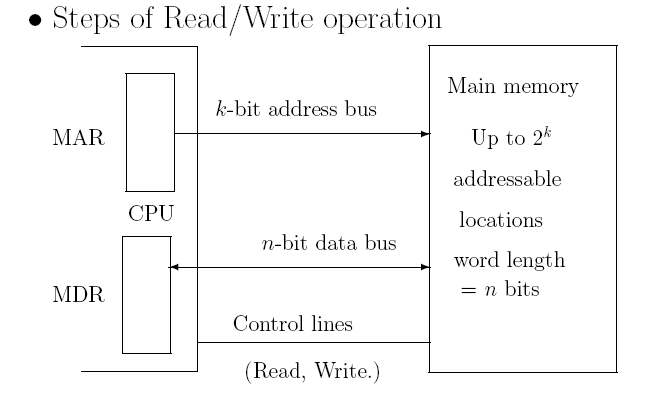 • Steps of Read/Write operation
Main memory
k-bit address bus
MAR
Up to 2^k
addressable
CPU
locations
n-bit data bus
word length
MDR
= n bits
Control lines
(Read, Write.)